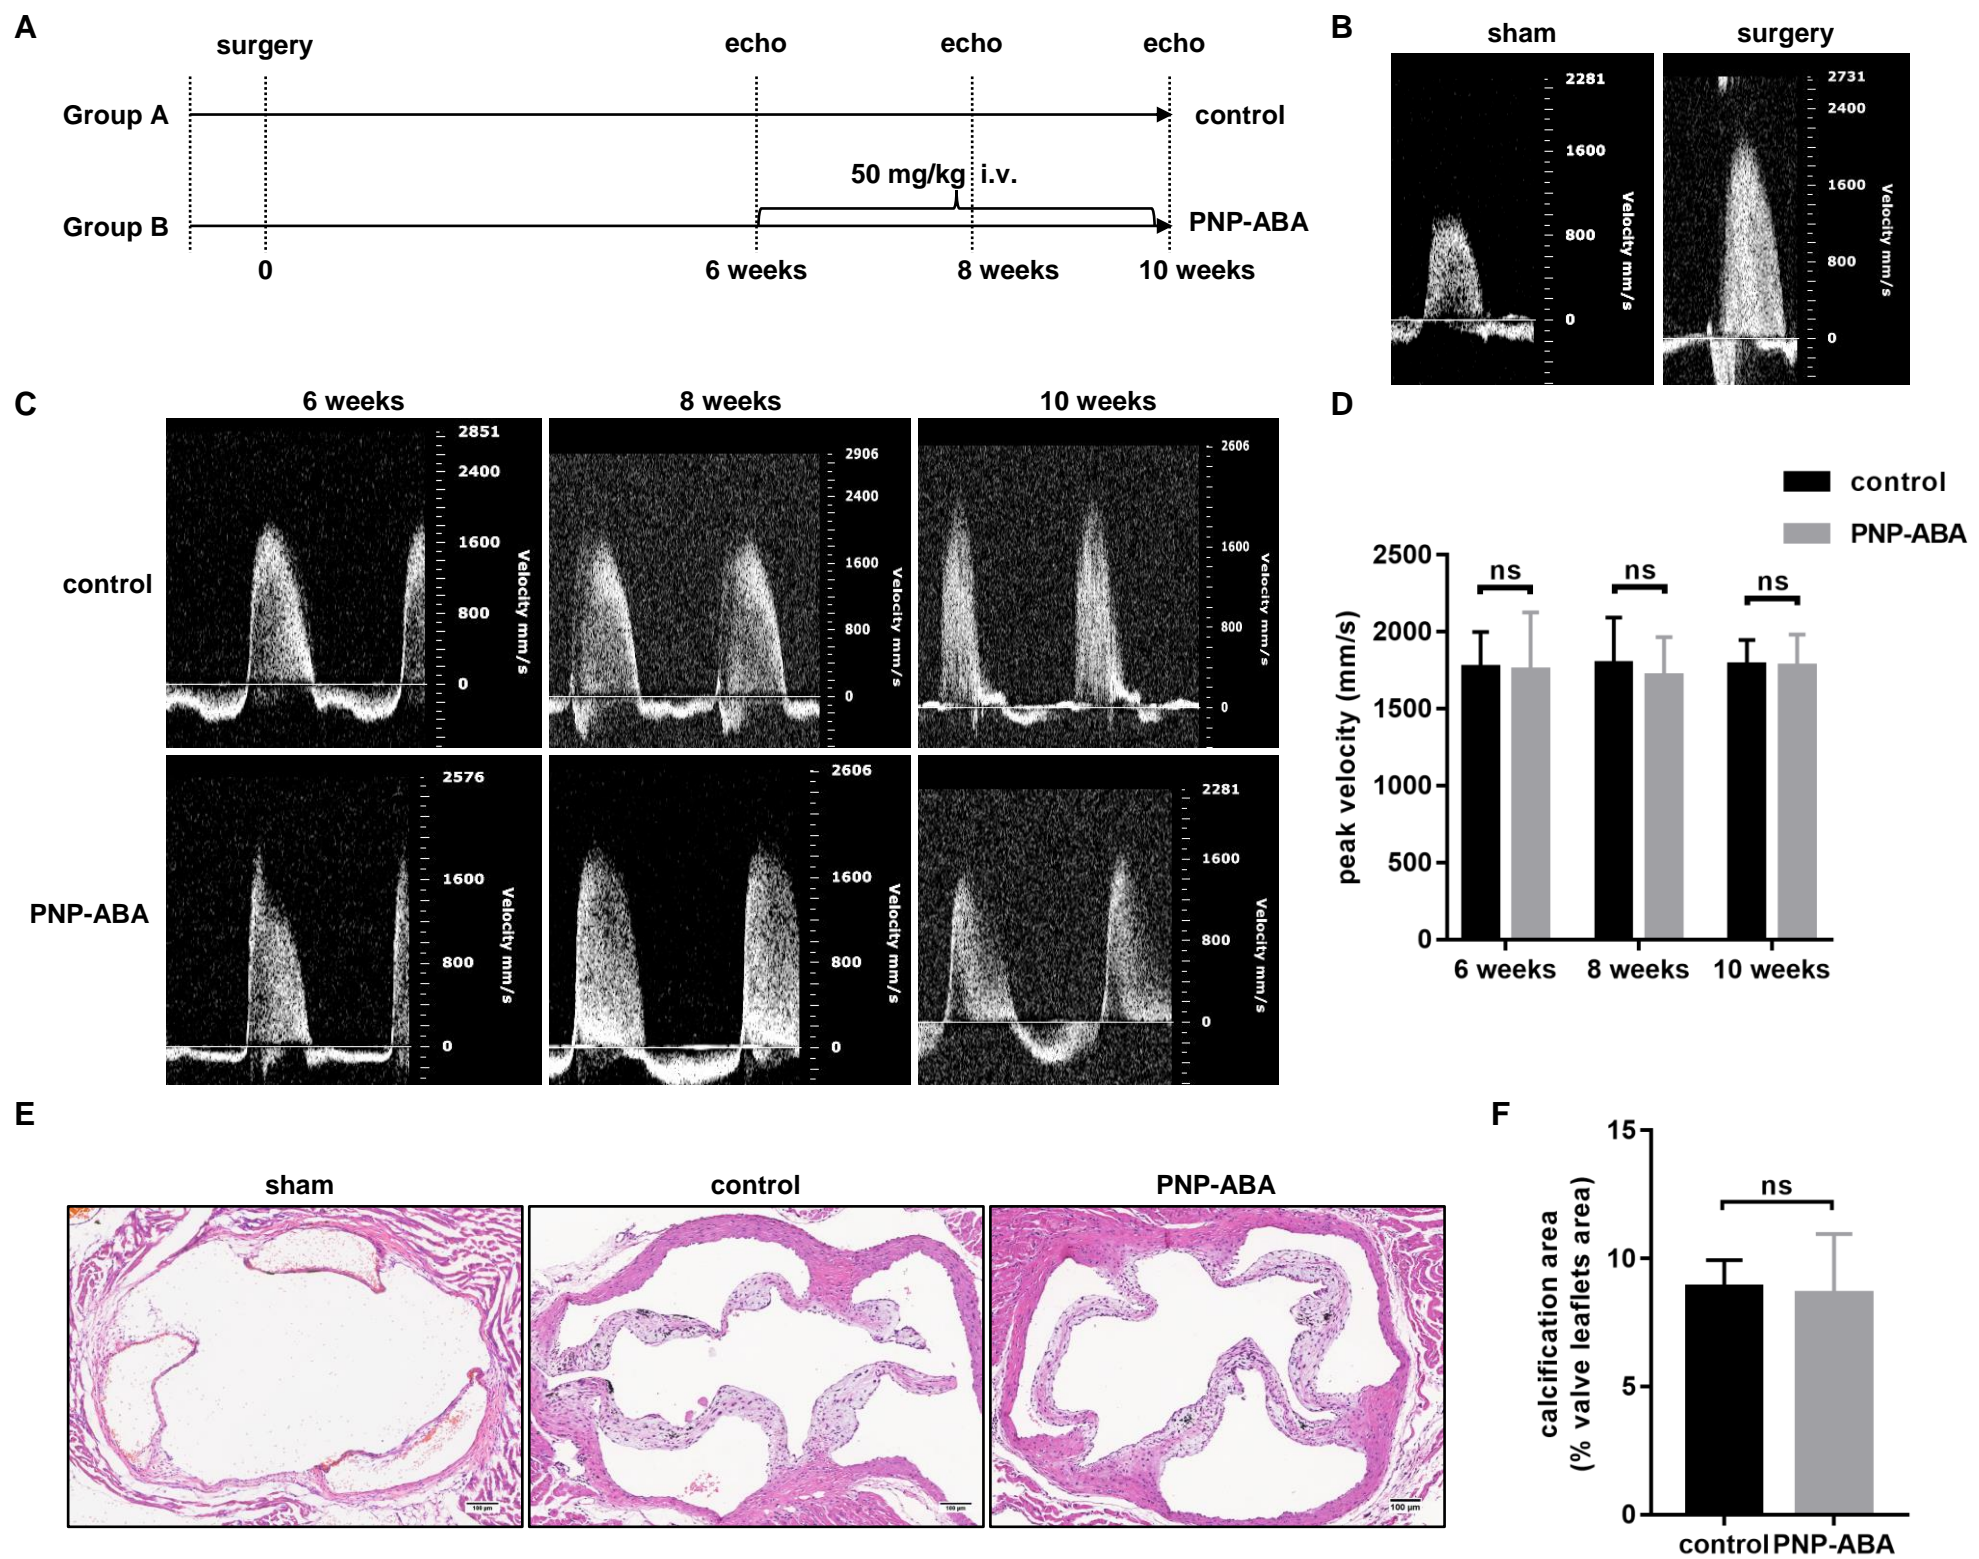 A
surgery
echo
echo
echo
Group A
control
50 mg/kg i.v.
Group B
PNP-ABA
0
6 weeks
8 weeks
10 weeks
B
sham
surgery
2281
1600
800
0
Velocity mm/s
2731
2400
1600
800
0
Velocity mm/s
C
6 weeks
8 weeks
10 weeks
control
2851
2400
1600
800
0
Velocity mm/s
2906
2400
1600
800
0
Velocity mm/s
2606
1600
800
0
Velocity mm/s
PNP-ABA
2576
1600
800
0
Velocity mm/s
2606
1600
800
0
Velocity mm/s
2281
1600
800
0
Velocity mm/s
D
control
PNP-ABA
peak velocity (mm/s)
2500
2000
1500
1000
500
0
ns
ns
ns
6 weeks
8 weeks
10 weeks
E
sham
control
PNP-ABA
100 μm
100 μm
100 μm
F
calcification area
(% valve leaflets area)
15
10
5
0
ns
control
PNP-ABA